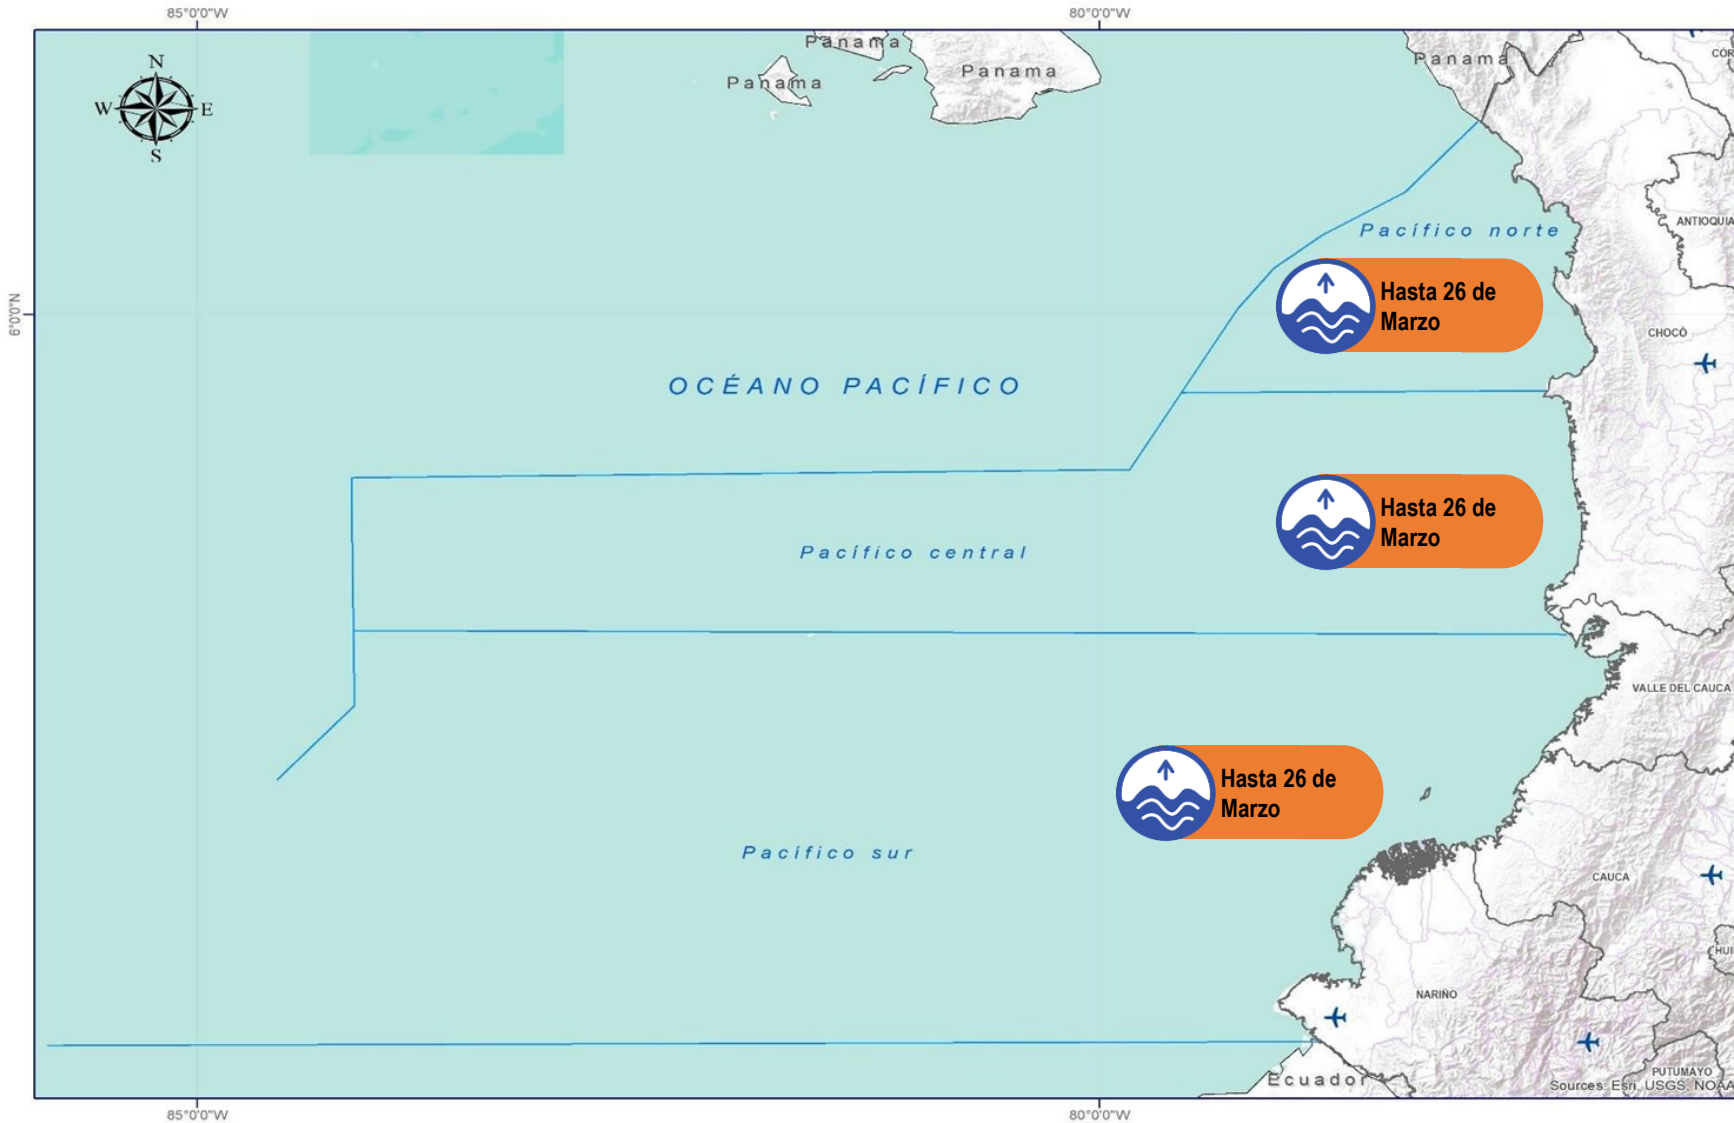 85°0'0"W
80°0'0"W
Panama
Panama
Panama
Panama
COR
N
W
E
S
ANTIOQUIA
Pacífico norte
Hasta 26 de
Marzo
6°0'0"N
CHOCÓ
OCÉANO PACÍFICO
Hasta 26 de
Marzo
Pacífico central
VALLE DEL CAUCA
Hasta 26 de
Marzo
Pacífico sur
CAUCA
HUI
NARIÑO
PUTUMAYO
Ecuador
Sources: Esri, USGS, NOAA
85°0'0"W
80°0'0"W